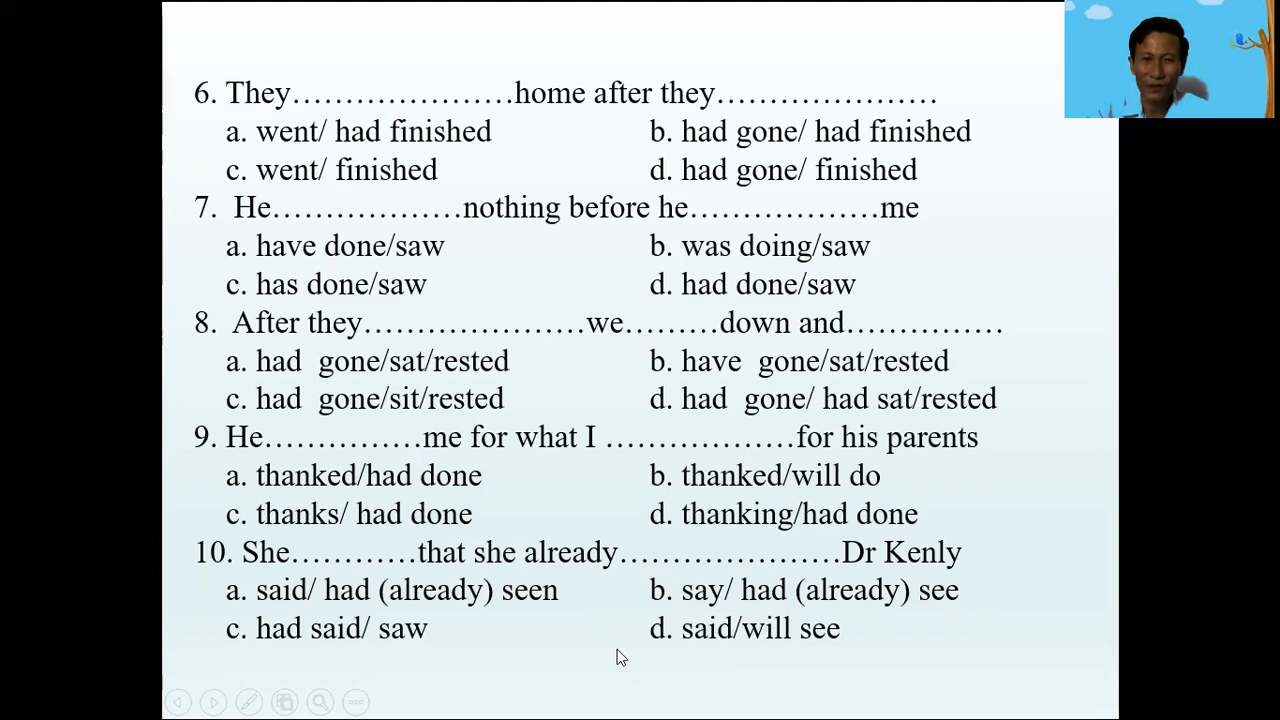 6. They…………………home after they…………………
a. went/ had finished b. had gone/ had finished
c. went/ finished d. had gone/ finished
7. He………………nothing before he………………me
a. have done/saw b. was doing/saw
c. has done/saw d. had done/saw
8. After they…………………we………down and……………
a. had gone/sat/rested b. have gone/sat/rested
c. had gone/sit/rested d. had gone/ had sat/rested
9. He……………me for what I ………………for his parents
a. thanked/had done b. thanked/will do
c. thanks/ had done d. thanking/had done
10. She…………that she already…………………Dr Kenly
a. said/ had (already) seen b. say/ had (already) see
c. had said/ saw d. said/will see